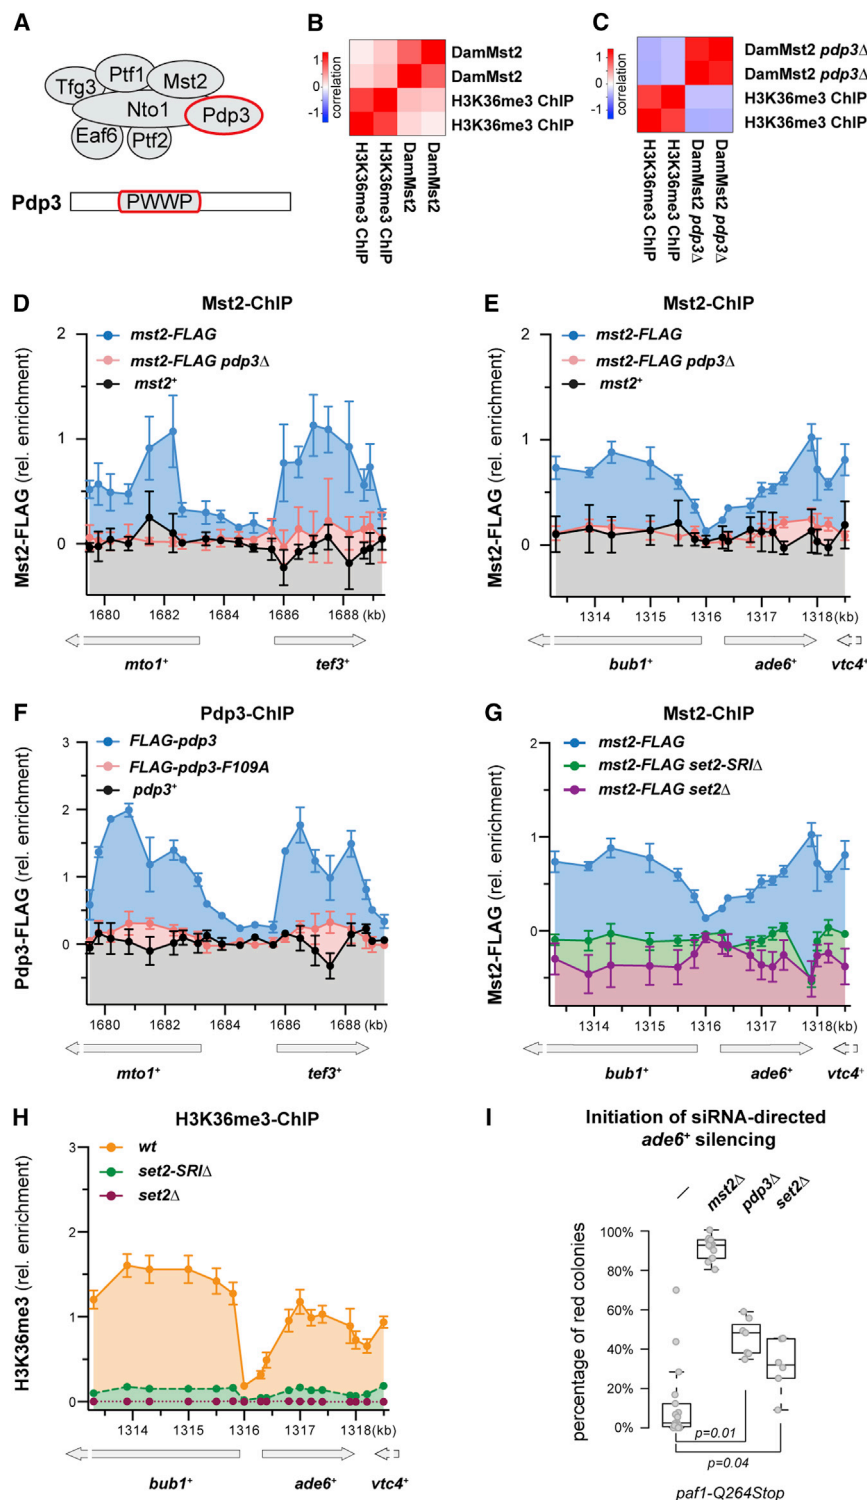 A
Tfg3
Ptf1
Mst2
Nto1
Pdp3
Eaf6
Ptf2
Pdp3
PWWP
B
1
0
-1
correlation
DamMst2
DamMst2
H3K36me3 ChIP
H3K36me3 ChIP
H3K36me3 ChIP
H3K36me3 ChIP
DamMst2
DamMst2
C
1
0
-1
correlation
DamMst2 pdp3Δ
DamMst2 pdp3Δ
H3K36me3 ChIP
H3K36me3 ChIP
H3K36me3 ChIP
H3K36me3 ChIP
DamMst2 pdp3Δ
DamMst2 pdp3Δ
D
Mst2-ChIP
mst2-FLAG
mst2-FLAG pdp3Δ
mst2⁺
Mst2-FLAG (rel. enrichment)
2
1
0
1680 1682 1684 1686 1688 (kb)
mto1⁺ tef3⁺
E
Mst2-ChIP
mst2-FLAG
mst2-FLAG pdp3Δ
mst2⁺
Mst2-FLAG (rel. enrichment)
2
1
0
1314 1315 1316 1317 1318(kb)
bub1⁺ ade6⁺ vtc4⁺
F
Pdp3-ChIP
FLAG-pdp3
FLAG-pdp3-F109A
pdp3⁺
Pdp3-FLAG (rel. enrichment)
3
2
1
0
1680 1682 1684 1686 1688 (kb)
mto1⁺ tef3⁺
G
Mst2-ChIP
mst2-FLAG
mst2-FLAG set2-SRIΔ
mst2-FLAG set2Δ
Mst2-FLAG (rel. enrichment)
2
1
0
1314 1315 1316 1317 1318(kb)
bub1⁺ ade6⁺ vtc4⁺
H
H3K36me3-ChIP
wt
set2-SRIΔ
set2Δ
H3K36me3 (rel. enrichment)
3
2
1
0
1314 1315 1316 1317 1318(kb)
bub1⁺ ade6⁺ vtc4⁺
I
Initiation of siRNA-directed
ade6⁺ silencing
mst2Δ
pdp3Δ
set2Δ
percentage of red colonies
100%
80%
60%
40%
20%
0%
p=0.01
p=0.04
paf1-Q264Stop